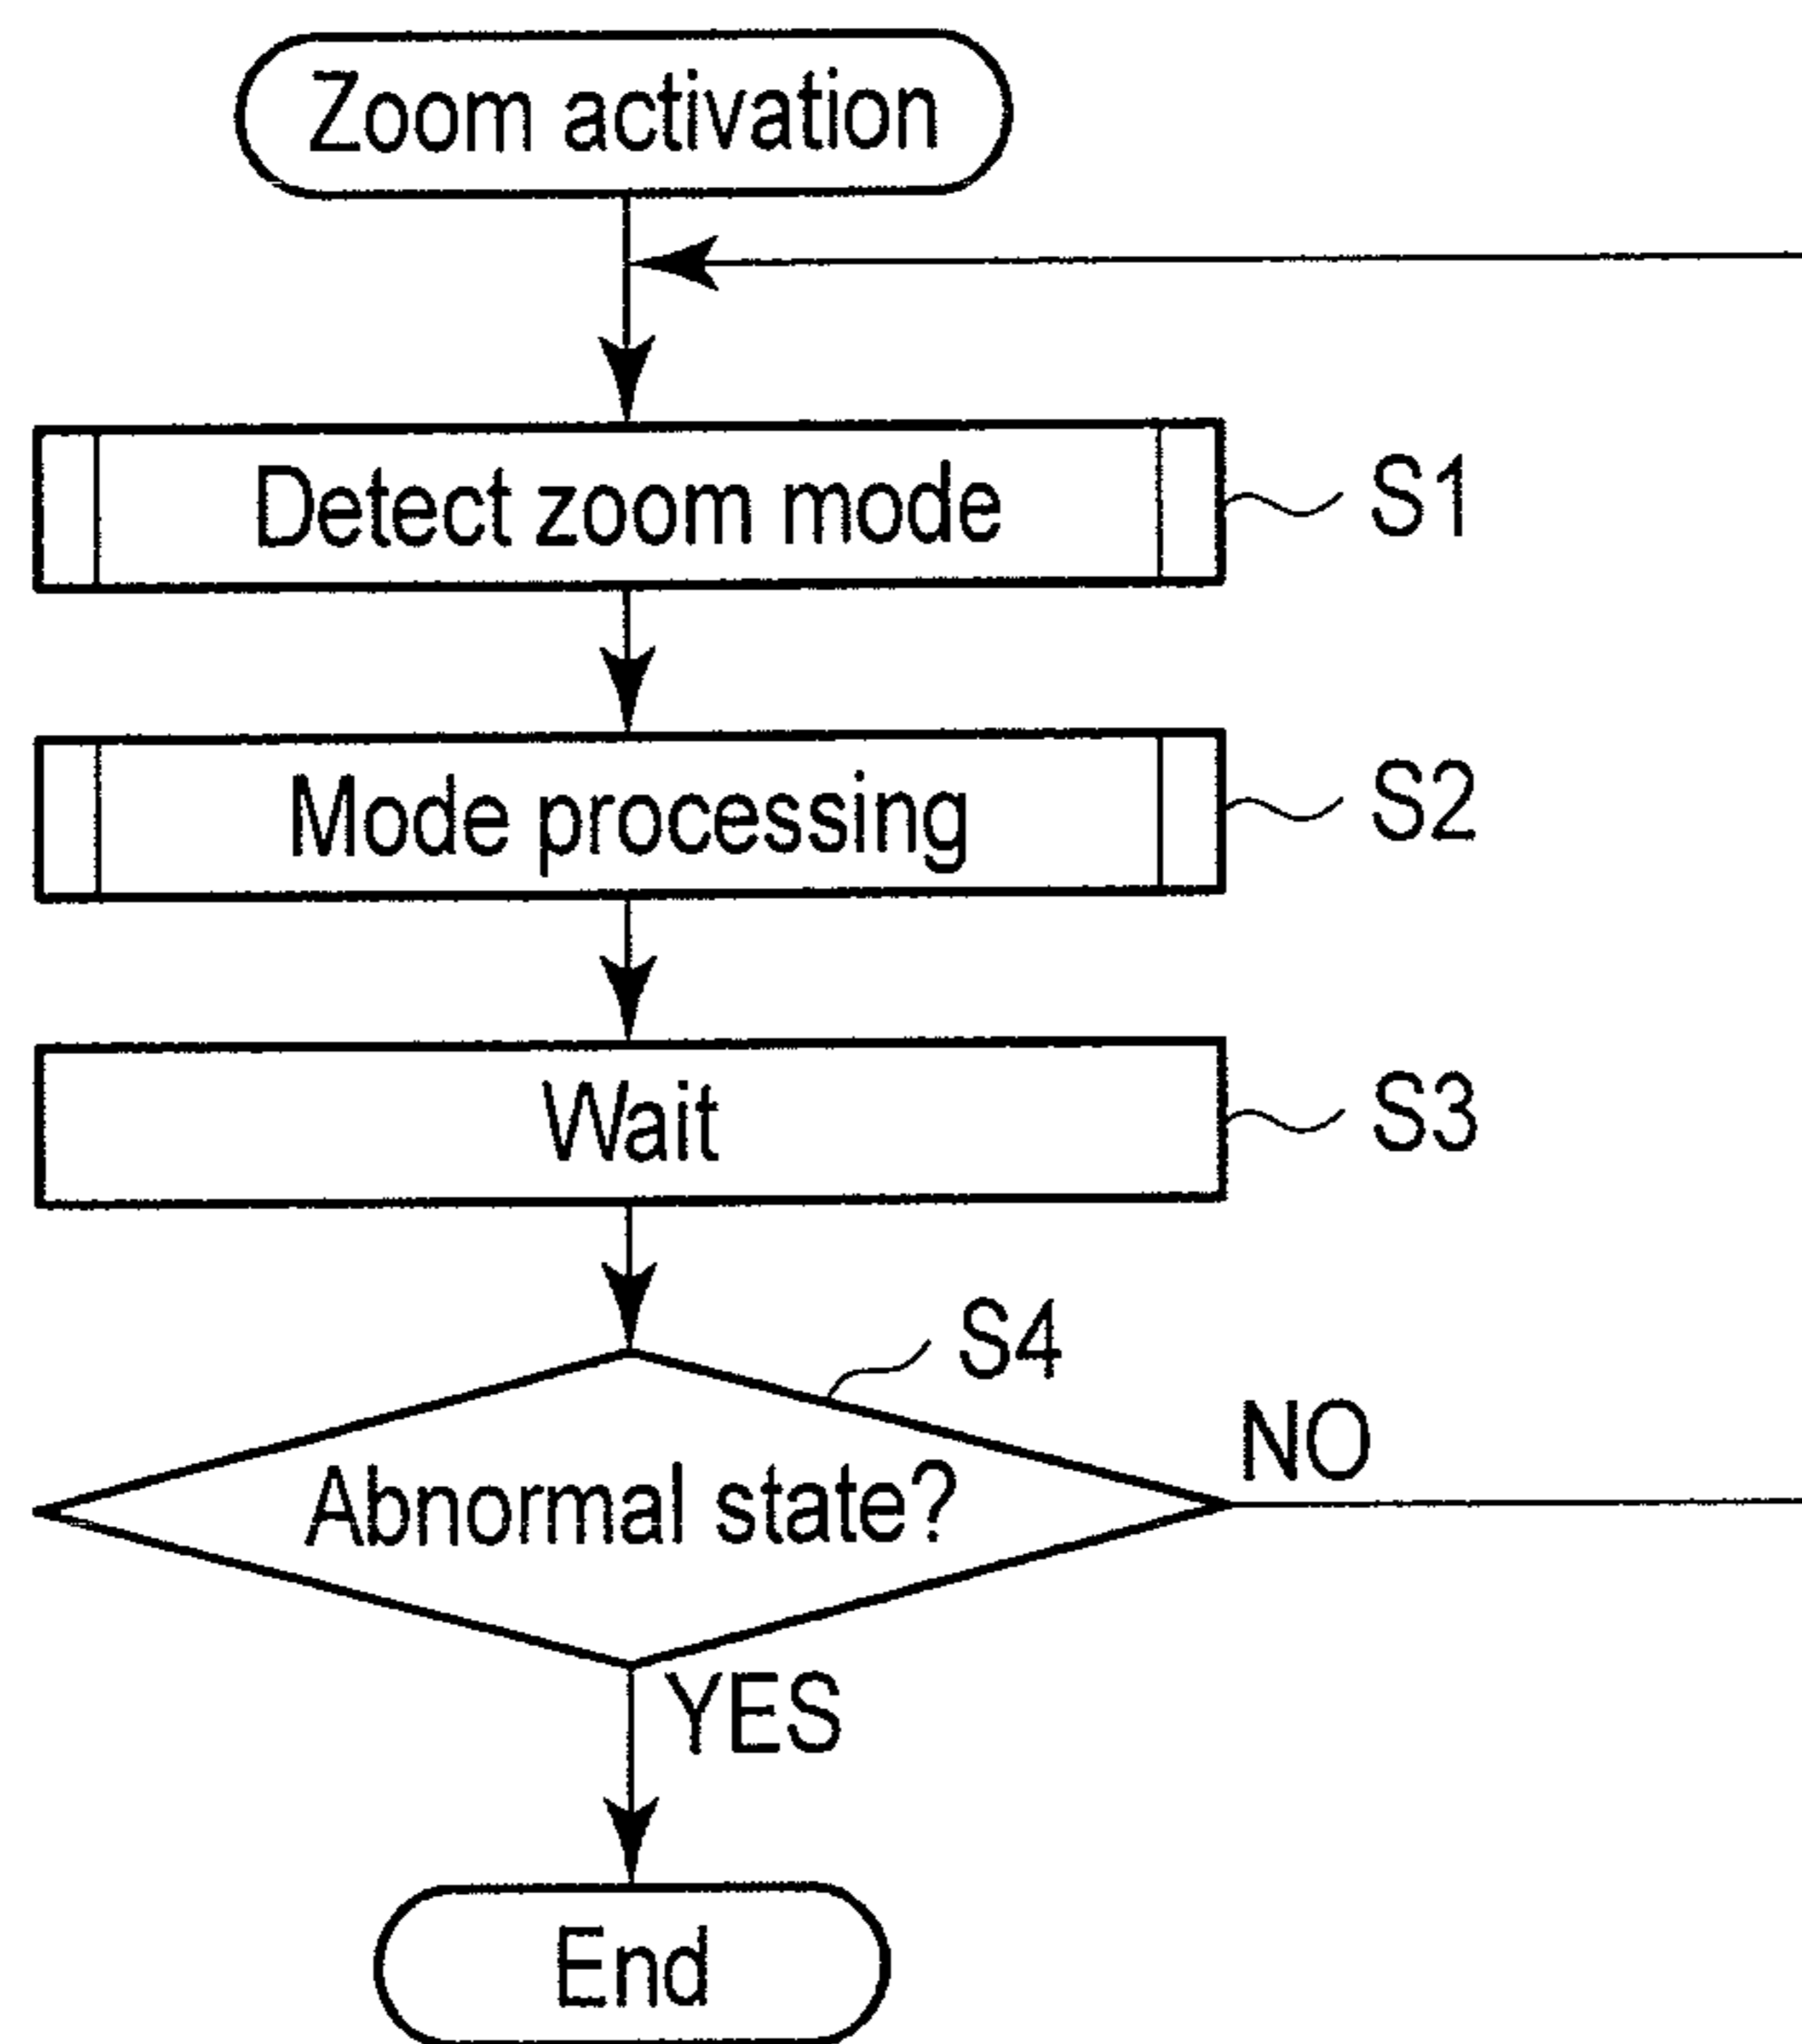 Zoom activation
Detect zoom mode
S1
Mode processing
S2
Wait
S3
S4
Abnormal state?
NO
YES
End